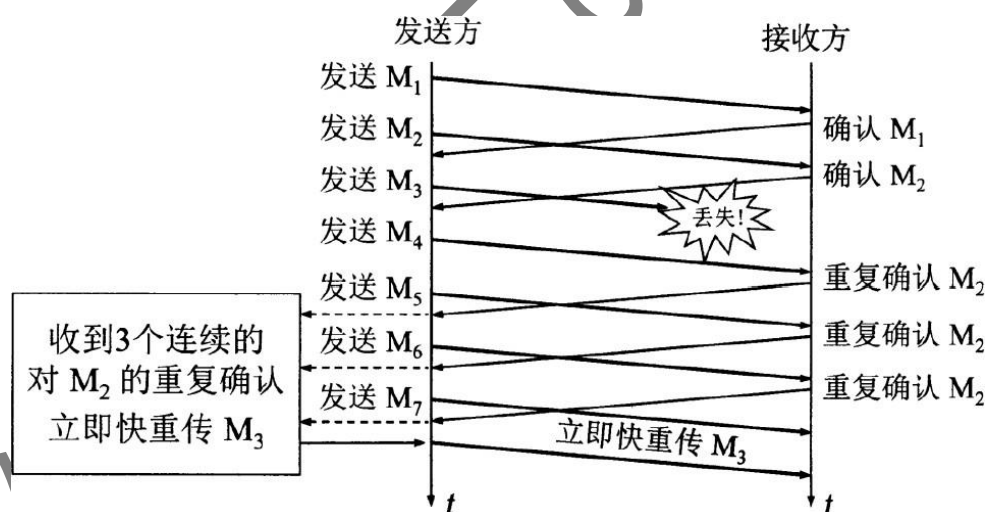 发送方
接收方
发送 M₁
确认 M₁
发送 M₂
确认 M₂
发送 M₃
丢失!
发送 M₄
重复确认 M₂
发送 M₅
重复确认 M₂
发送 M₆
重复确认 M₂
发送 M₇
收到3个连续的
对 M₂ 的重复确认
立即快重传 M₃
立即快重传 M₃
t
t